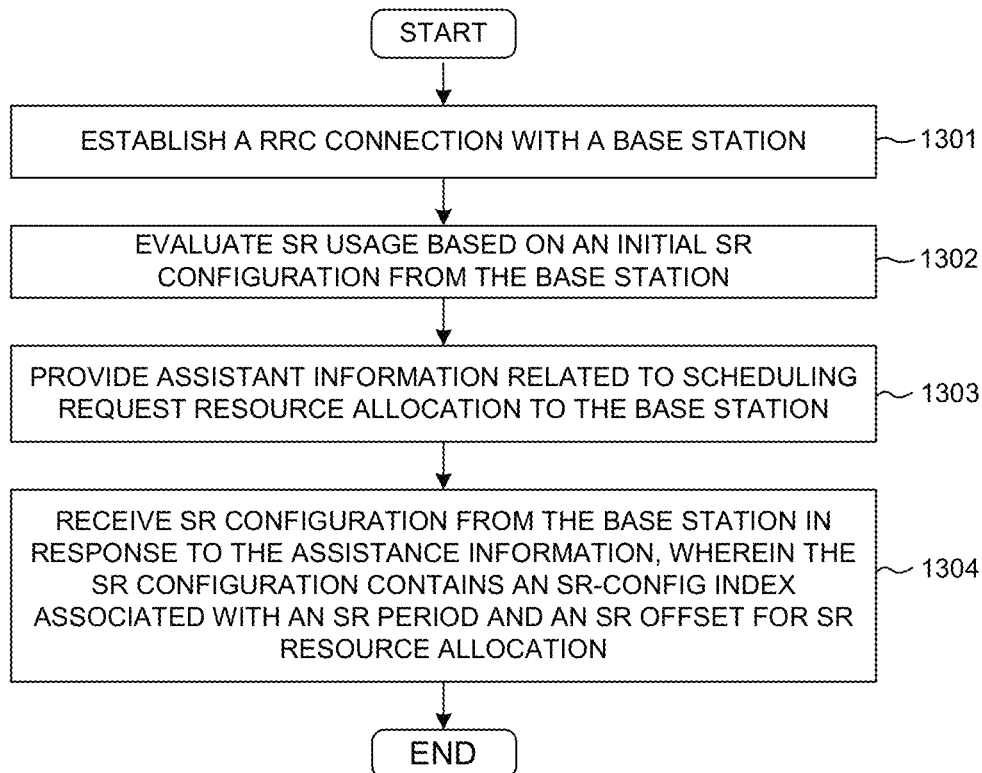 START
ESTABLISH A RRC CONNECTION WITH A BASE STATION
1301
EVALUATE SR USAGE BASED ON AN INITIAL SR
CONFIGURATION FROM THE BASE STATION
1302
PROVIDE ASSISTANT INFORMATION RELATED TO SCHEDULING
REQUEST RESOURCE ALLOCATION TO THE BASE STATION
1303
RECEIVE SR CONFIGURATION FROM THE BASE STATION IN
RESPONSE TO THE ASSISTANCE INFORMATION, WHEREIN THE
SR CONFIGURATION CONTAINS AN SR-CONFIG INDEX
ASSOCIATED WITH AN SR PERIOD AND AN SR OFFSET FOR SR
RESOURCE ALLOCATION
1304
END